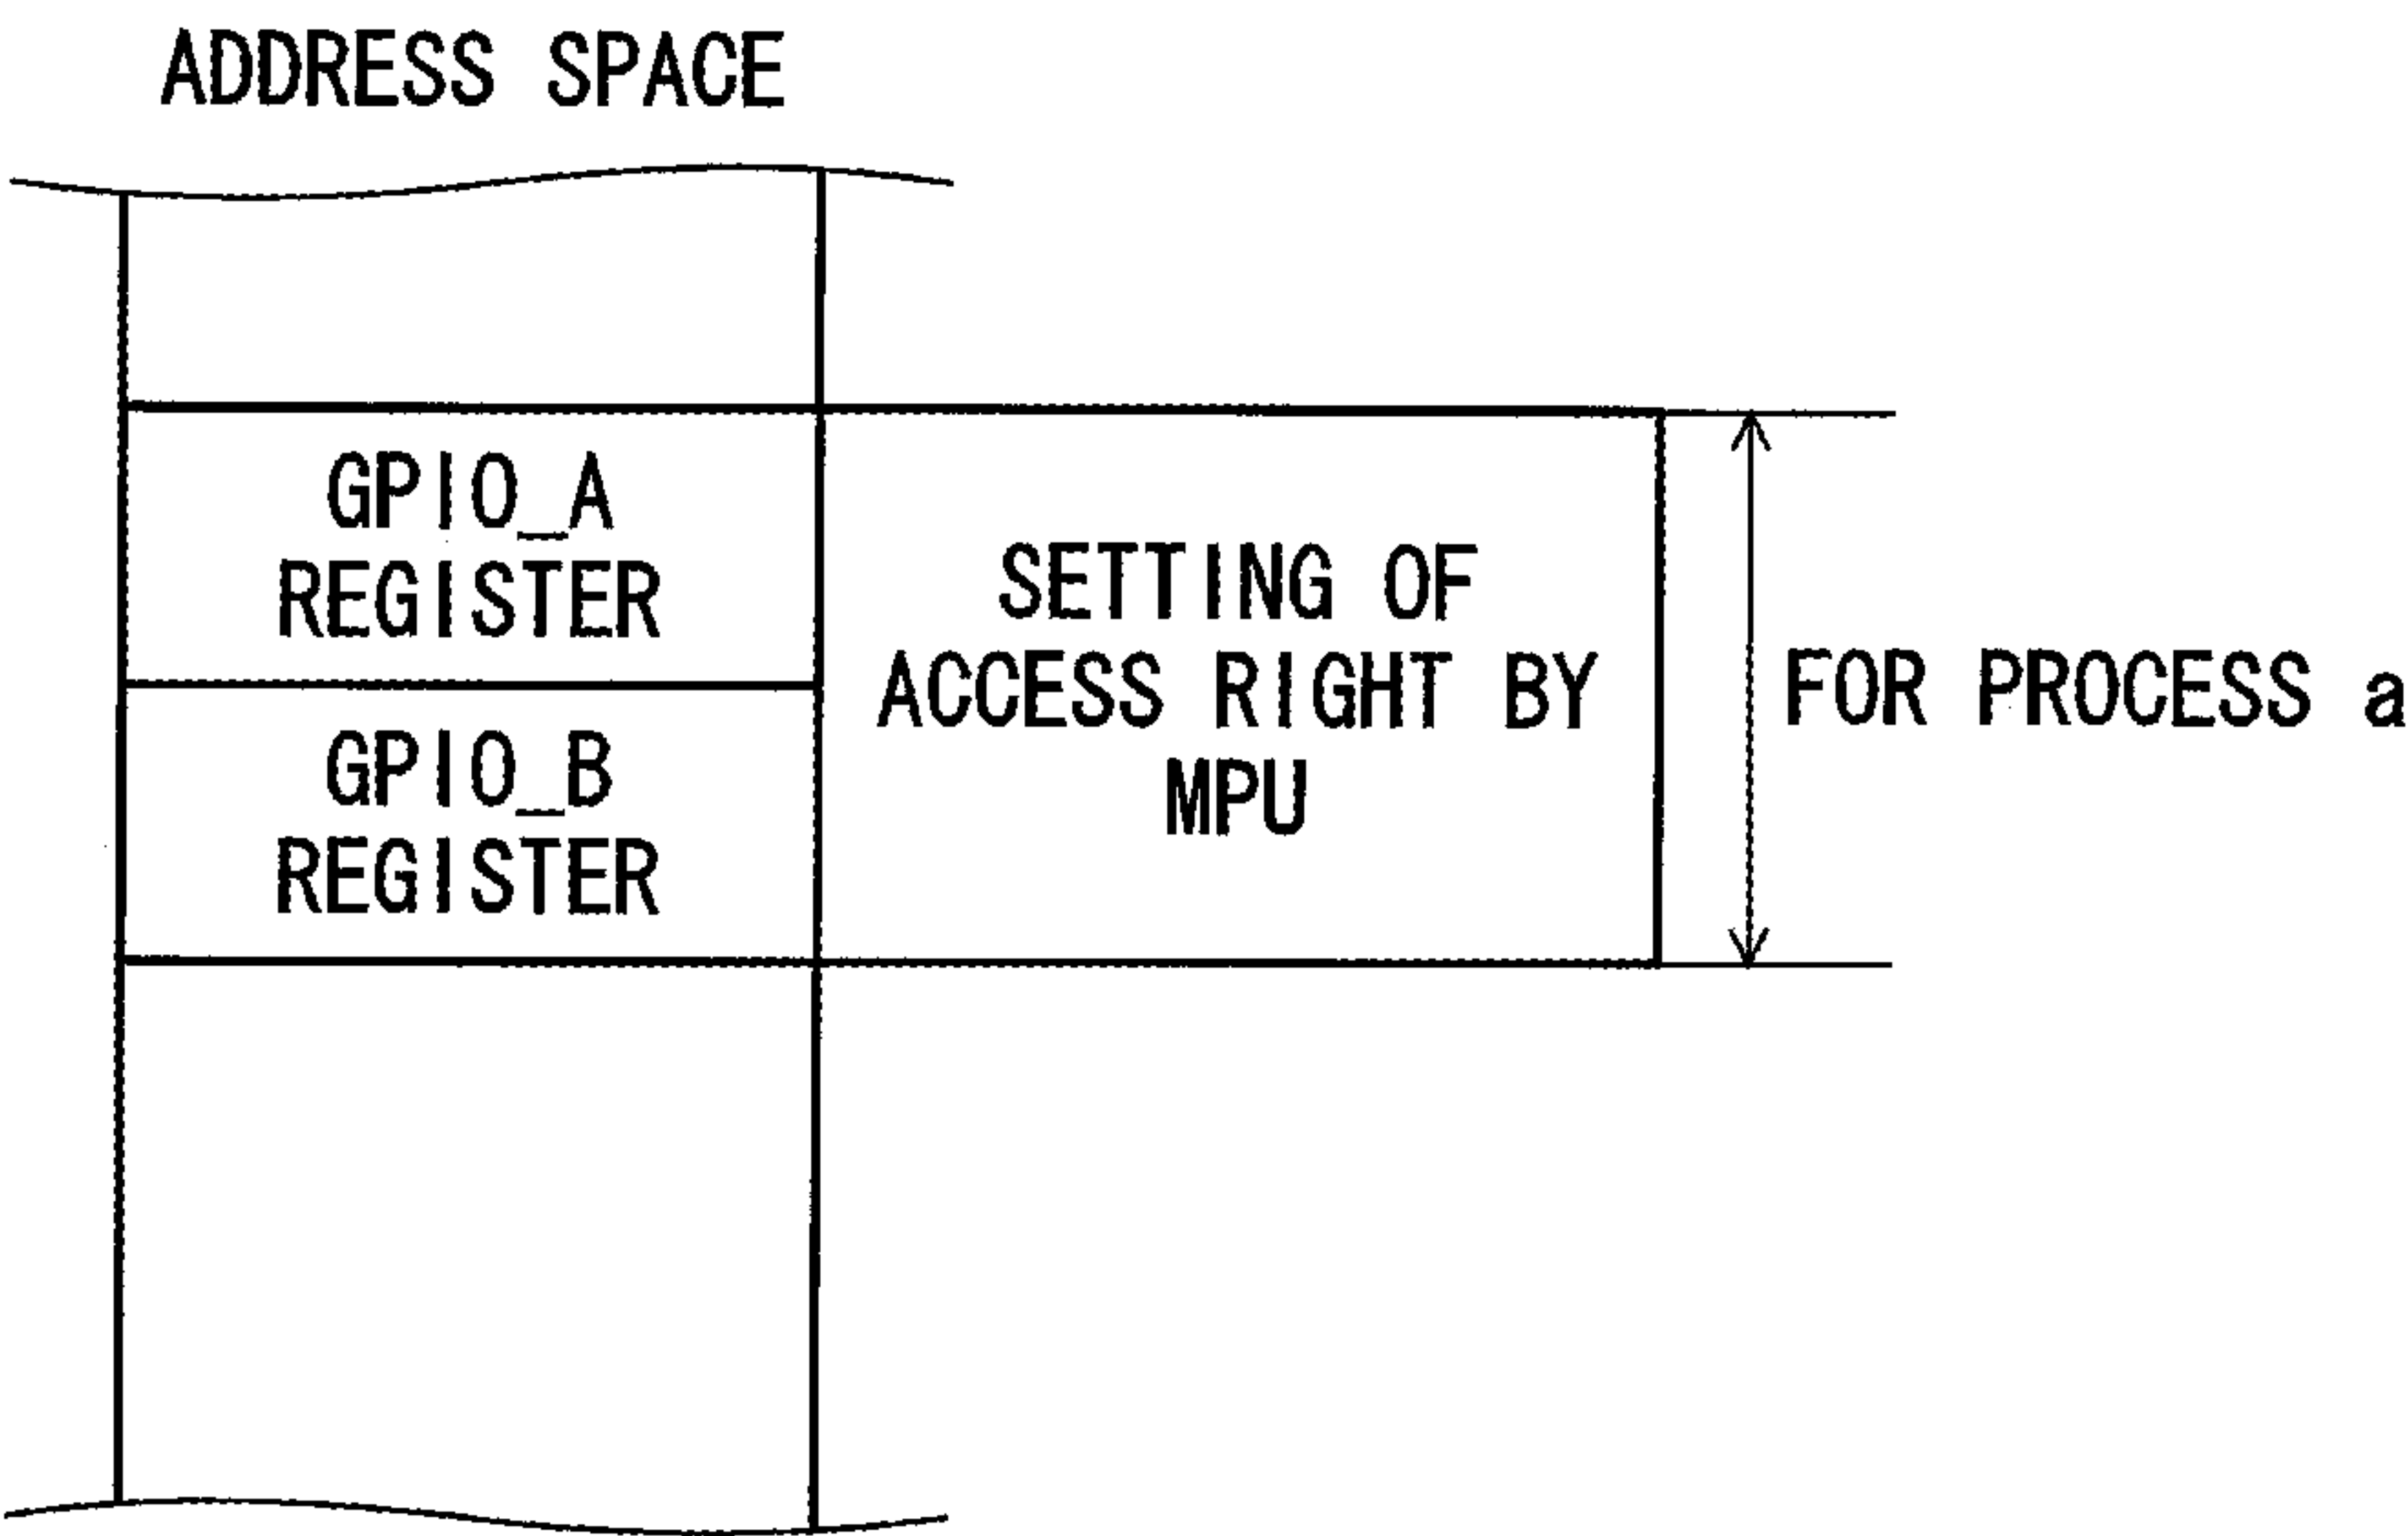 ADDRESS SPACE
GPIO_A
REGISTER
GPIO_B
REGISTER
SETTING OF
ACCESS RIGHT BY
MPU
FOR PROCESS a